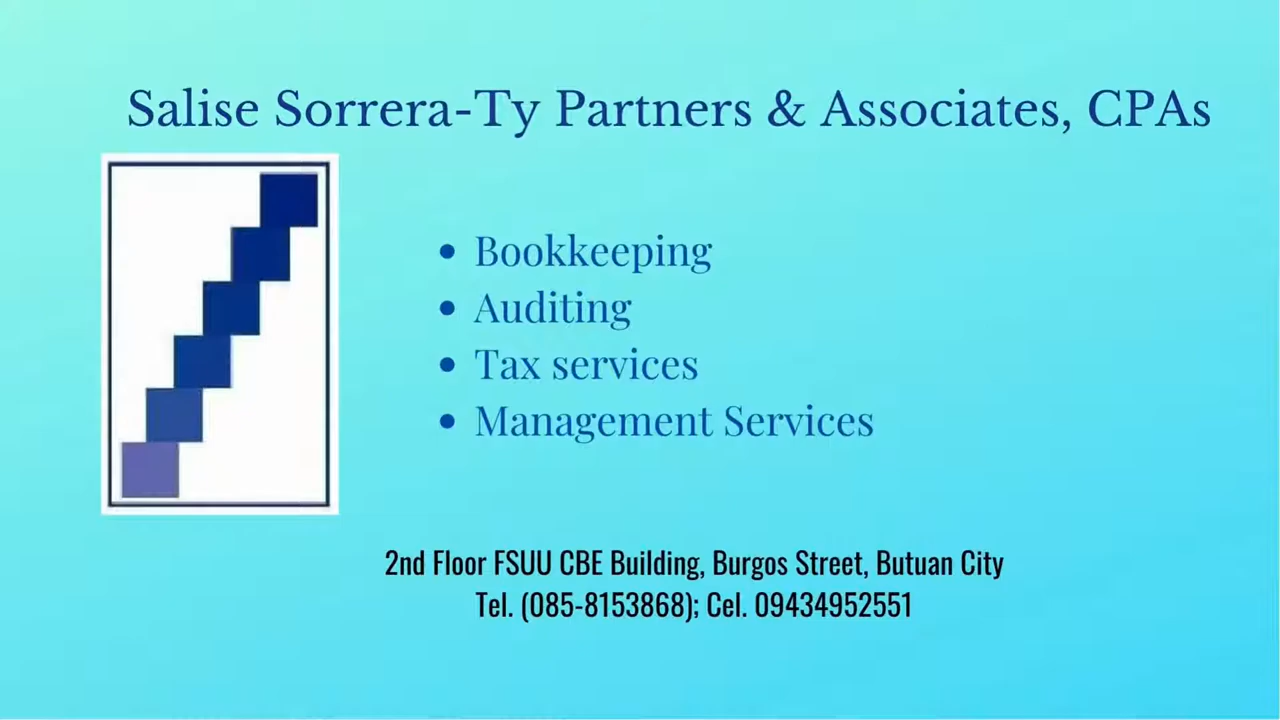 Salise Sorrera-Ty Partners & Associates, CPAs
• Bookkeeping
• Auditing
• Tax services
• Management Services
2nd Floor FSUU CBE Building, Burgos Street, Butuan City
Tel. (085-8153868); Cel. 09434952551